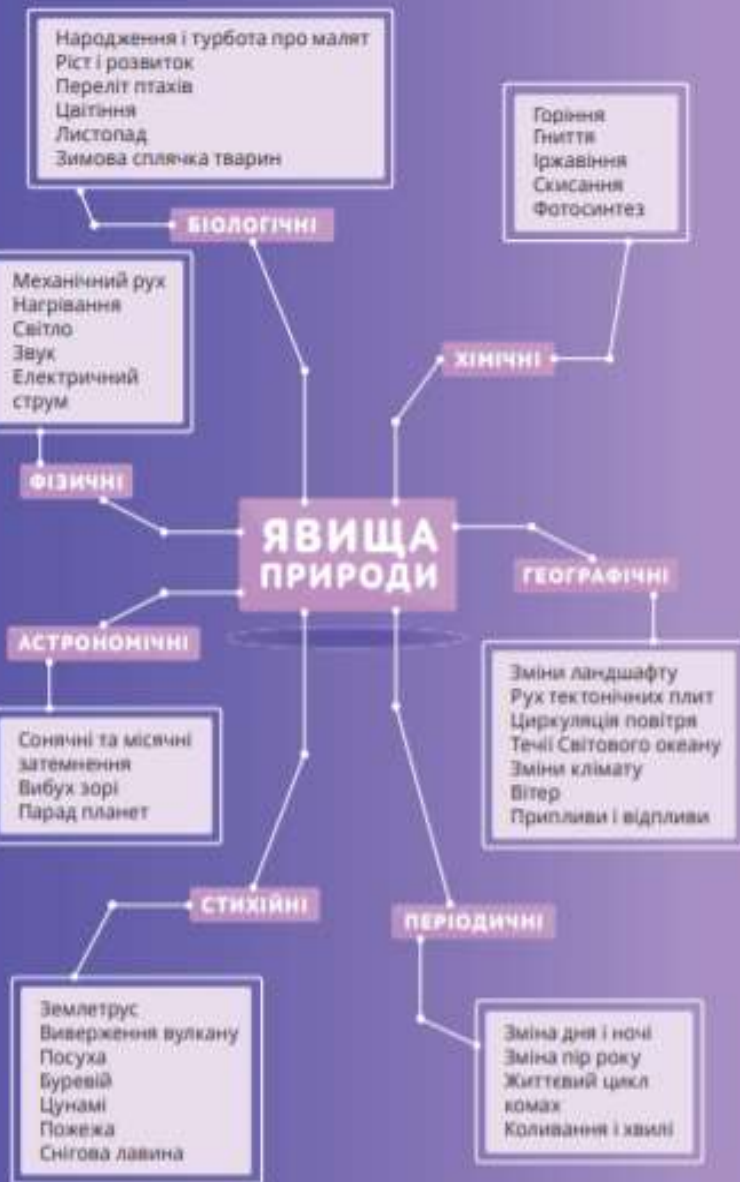 Народження і турбота про малят
Ріст і розвиток
Переліт птахів
Цвітіння
Листопад
Зимова сплячка тварин
БІОЛОГІЧНІ
Горіння
Гниття
Іржавіння
Скисання
Фотосинтез
ХІМІЧНІ
Механічний рух
Нагрівання
Світло
Звук
Електричний
струм
ФІЗИЧНІ
ЯВИЩА
ПРИРОДИ
ГЕОГРАФІЧНІ
Зміни ландшафту
Рух тектонічних плит
Циркуляція повітря
Течії Світового океану
Зміни клімату
Вітер
Припливи і відпливи
АСТРОНОМІЧНІ
Сонячні та місячні
затемнення
Вибух зорі
Парад планет
СТИХІЙНІ
Землетрус
Виверження вулкану
Посуха
Буревій
Цунамі
Пожежа
Снігова лавина
ПЕРІОДИЧНІ
Зміна дня і ночі
Зміна пір року
Життєвий цикл
комах
Коливання і хвилі